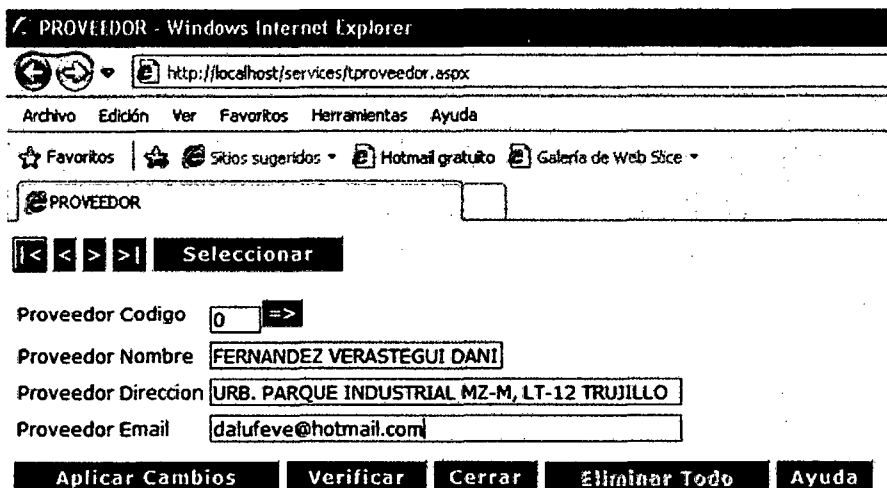 PROVEEDOR - Windows Internet Explorer
http://localhost/services/tproveedor.aspx
Archivo Edición Ver Favoritos Herramientas Ayuda
Favoritos Sitios sugeridos Hotmail gratuito Galería de Web Slice
PROVEEDOR
|< < > >| Seleccionar
Proveedor Codigo 0 =>
Proveedor Nombre FERNANDEZ VERASTEGUI DANI
Proveedor Direccion URB. PARQUE INDUSTRIAL MZ-M, LT-12 TRUJILLO
Proveedor Email dalufeve@hotmail.com
Aplicar Cambios Verificar Cerrar Eliminar Todo Ayuda